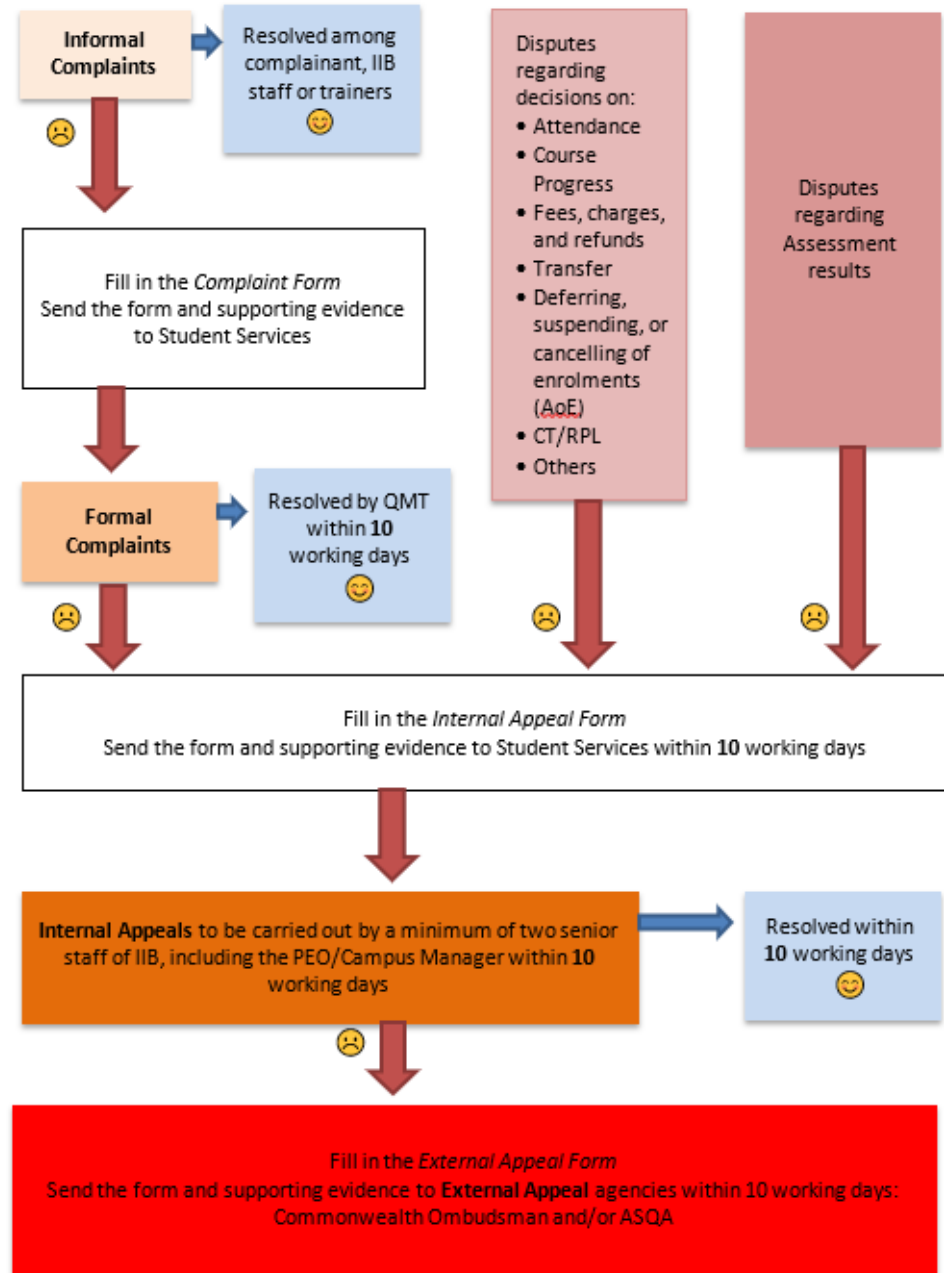 Informal
Complaints
Resolved among
complainant, IIB
staff or trainers
Disputes
regarding
decisions on:
• Attendance
• Course
Progress
• Fees, charges,
and refunds
• Transfer
• Deferring,
suspending, or
cancelling of
enrolments
(AoE)
• CT/RPL
• Others
Disputes
regarding
Assessment
results
Fill in the Complaint Form
Send the form and supporting evidence
to Student Services
Formal
Complaints
Resolved by QMT
within 10
working days
Fill in the Internal Appeal Form
Send the form and supporting evidence to Student Services within 10 working days
Internal Appeals to be carried out by a minimum of two senior
staff of IIB, including the PEO/Campus Manager within 10
working days
Resolved within
10 working days
Fill in the External Appeal Form
Send the form and supporting evidence to External Appeal agencies within 10 working days:
Commonwealth Ombudsman and/or ASQA